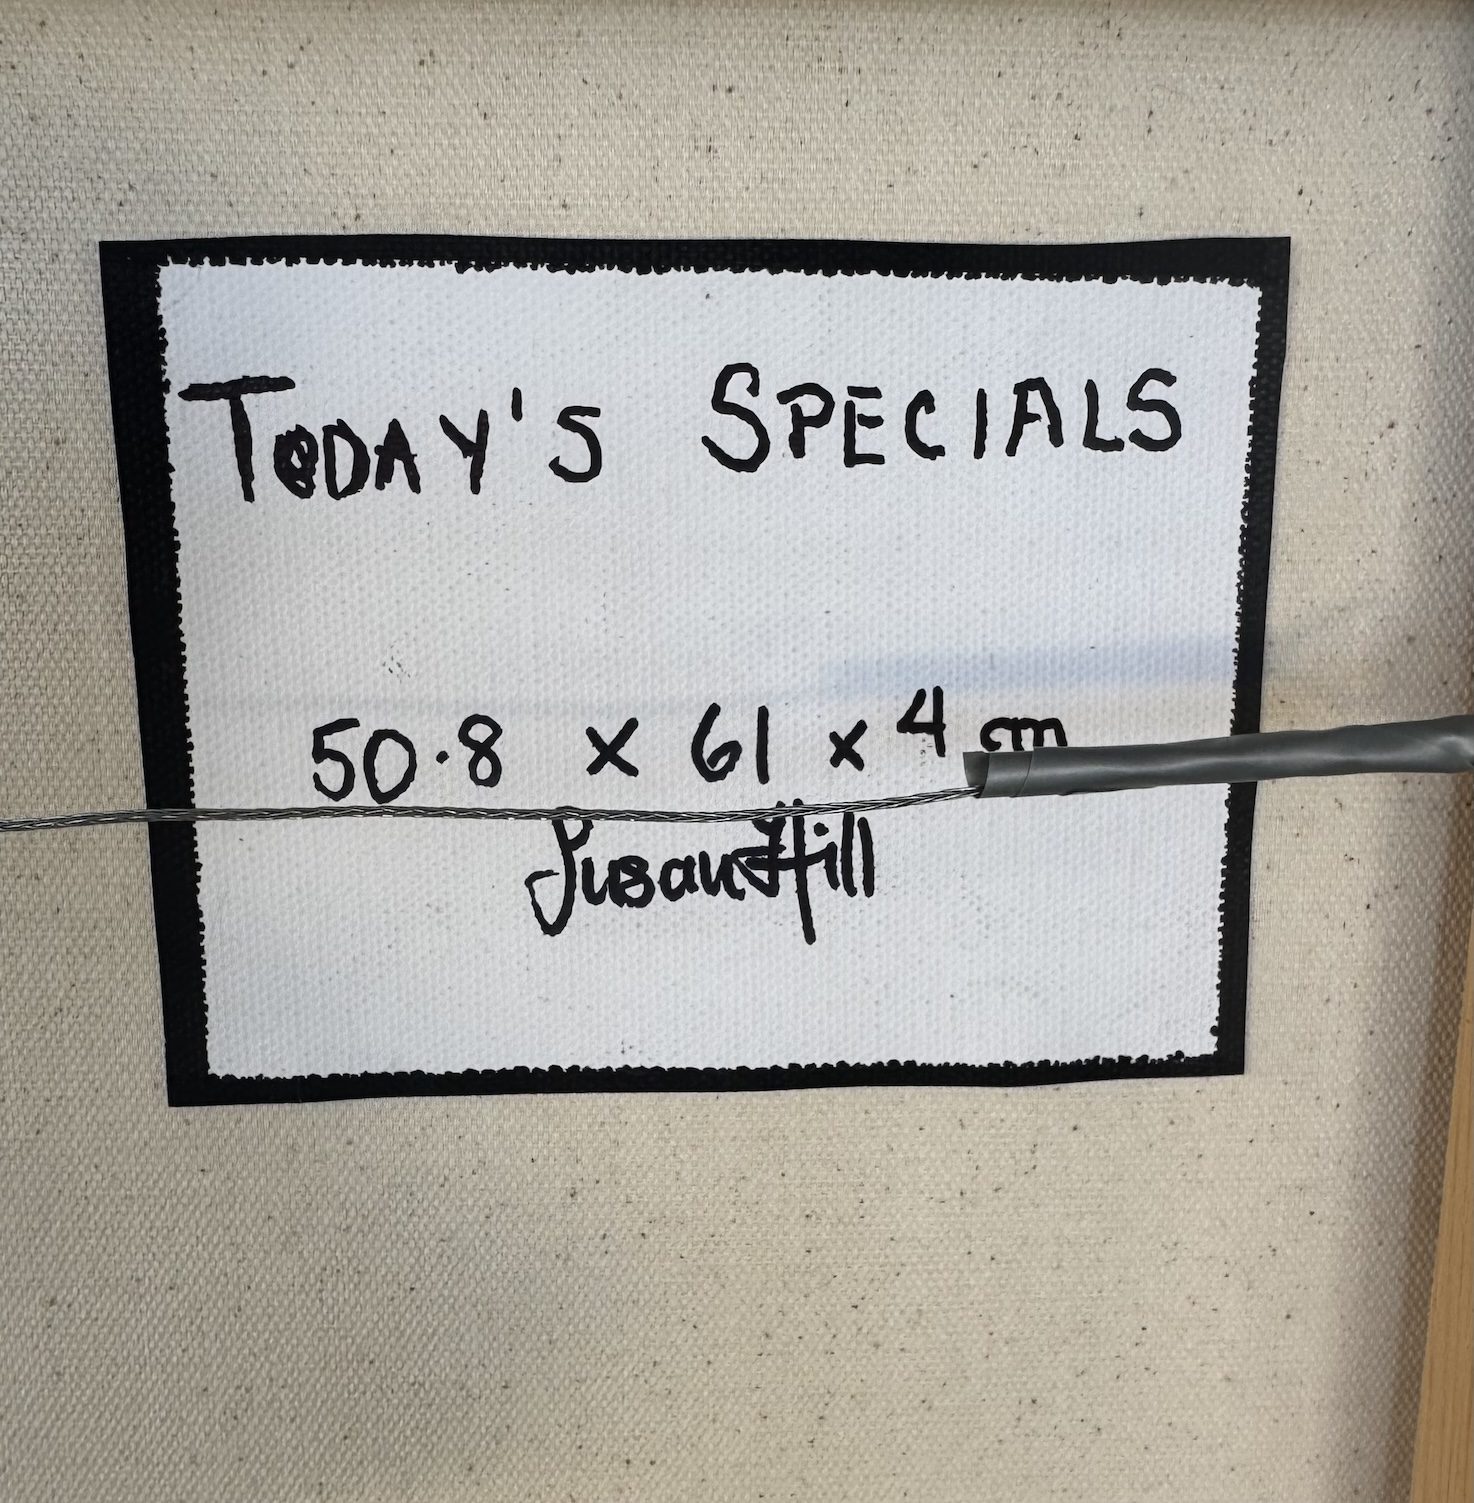 TODAY'S SPECIALS
50.8 x 61 x 4 cm
Susan Hill